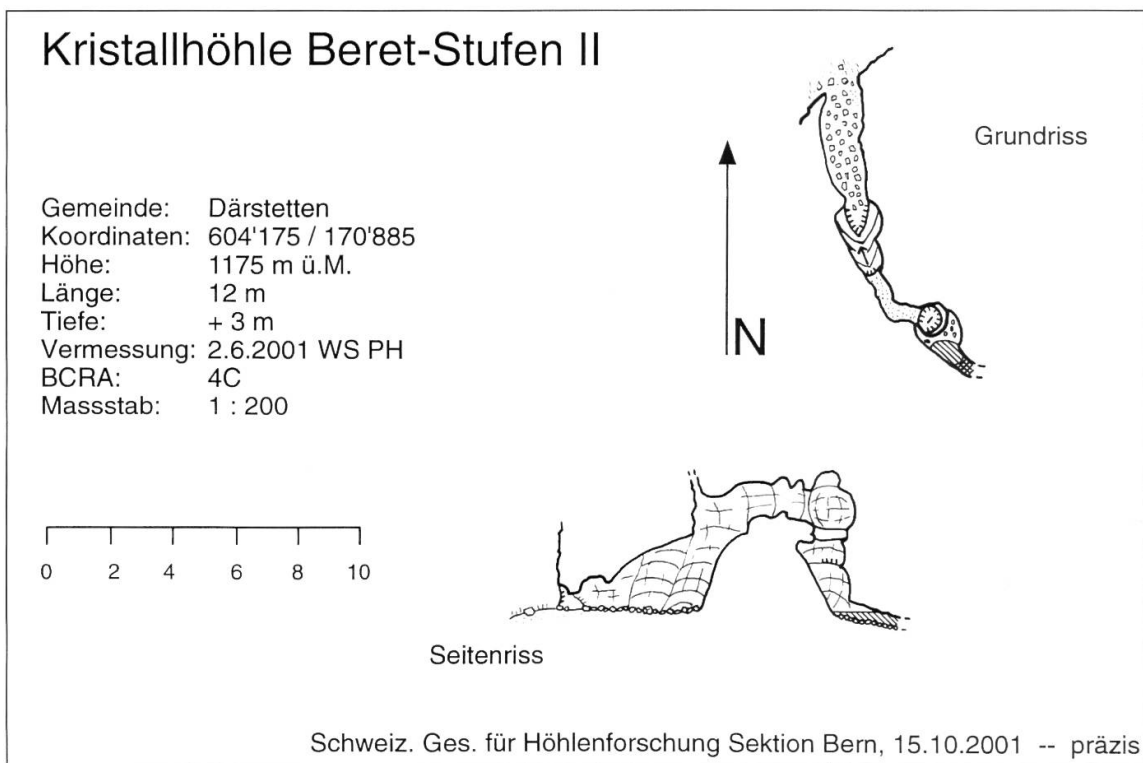 Kristallhöhle Beret-Stufen II
Grundriss
Gemeinde: Därstetten
Koordinaten: 604'175 / 170'885
Höhe: 1175 m ü.M.
Länge: 12 m
Tiefe: + 3 m
Vermessung: 2.6.2001 WS PH
BCRA: 4C
Massstab: 1 : 200
N
0 2 4 6 8 10
Seitenriss
Schweiz. Ges. für Höhlenforschung Sektion Bern, 15.10.2001 -- präzis